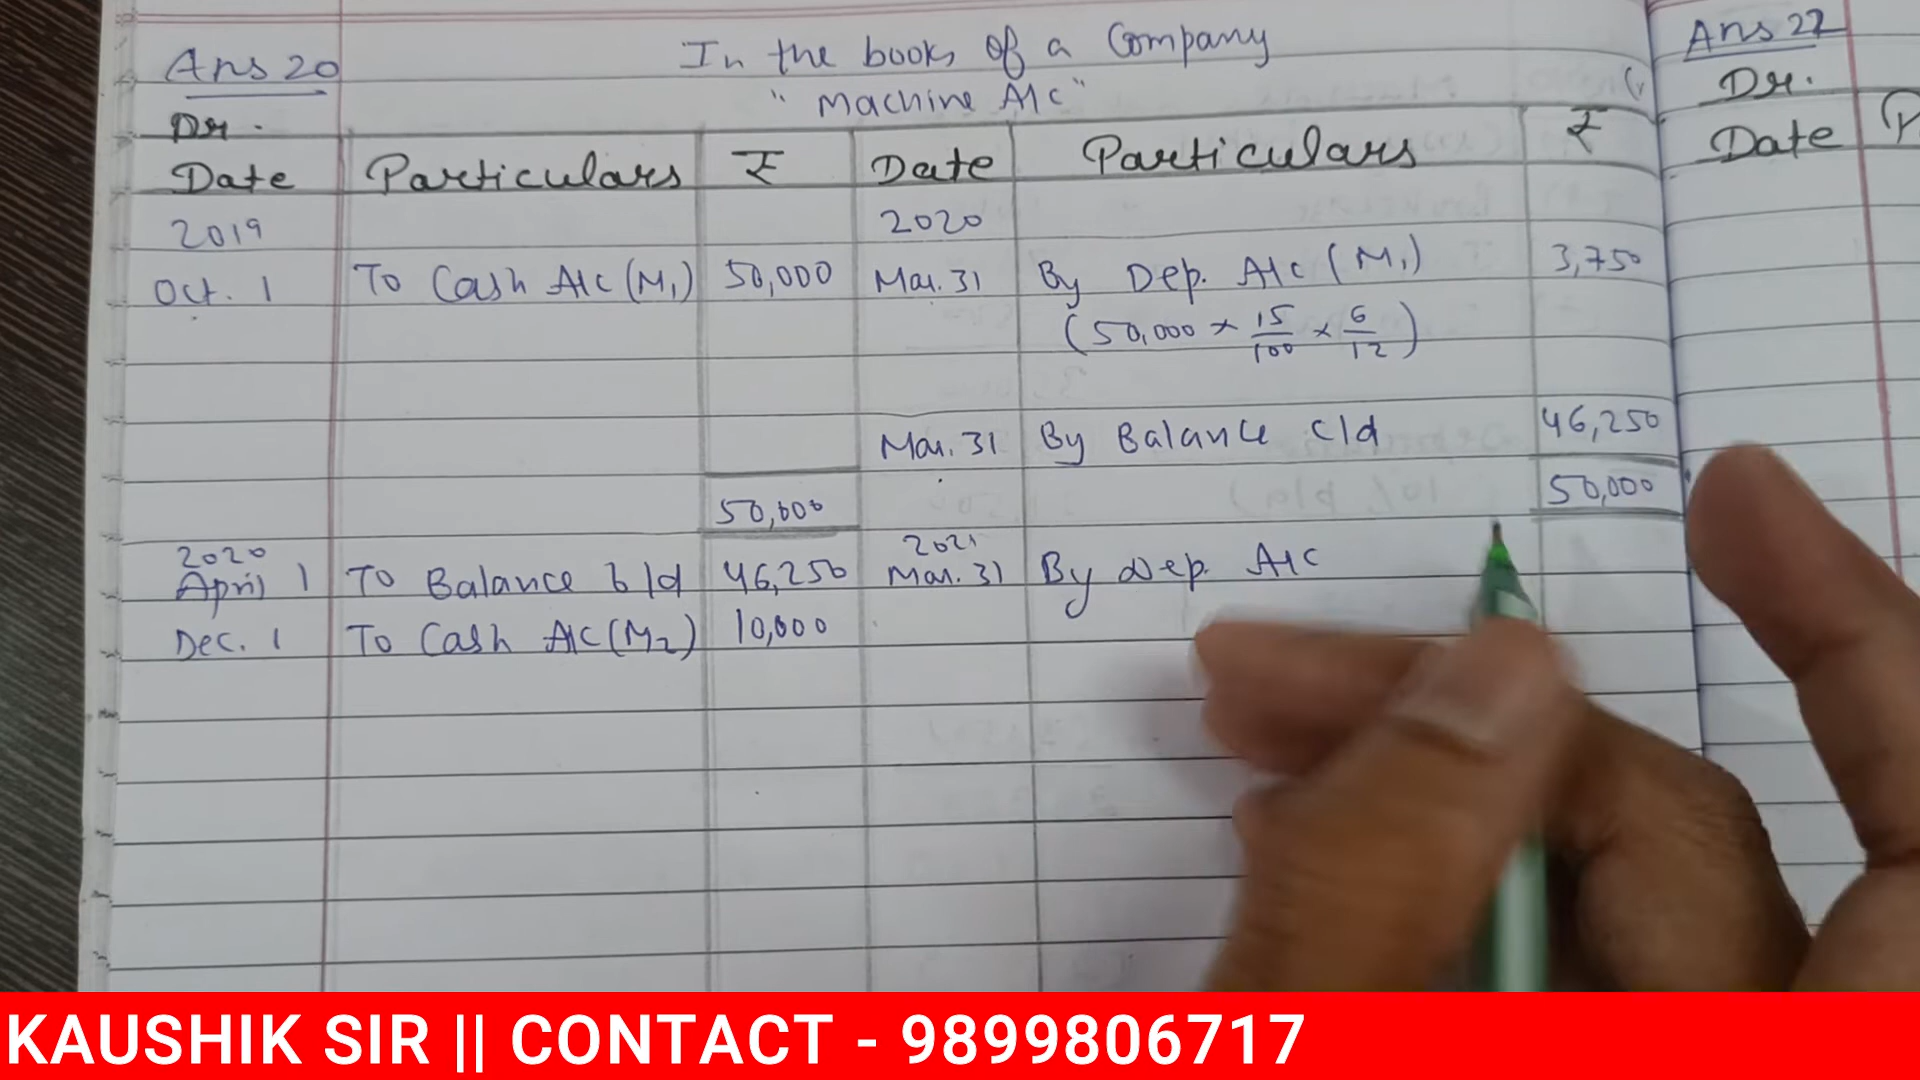 Ans 20 In the books of a Company
"Machine A/c"
Dr.
Date Particulars ₹ Date Particulars ₹
2019 2020
Oct. 1 To Cash A/c (M1) 50,000 Mar. 31 By Dep. A/c (M1) 3,750
(50,000 × 15/100 × 6/12)
Mar. 31 By Balance c/d 46,250
50,000 50,000
2020 2021
April 1 To Balance b/d 46,250 Mar. 31 By Dep. A/c
Dec. 1 To Cash A/c (M2) 10,000
Ans 22
Dr.
Date P
KAUSHIK SIR || CONTACT - 9899806717